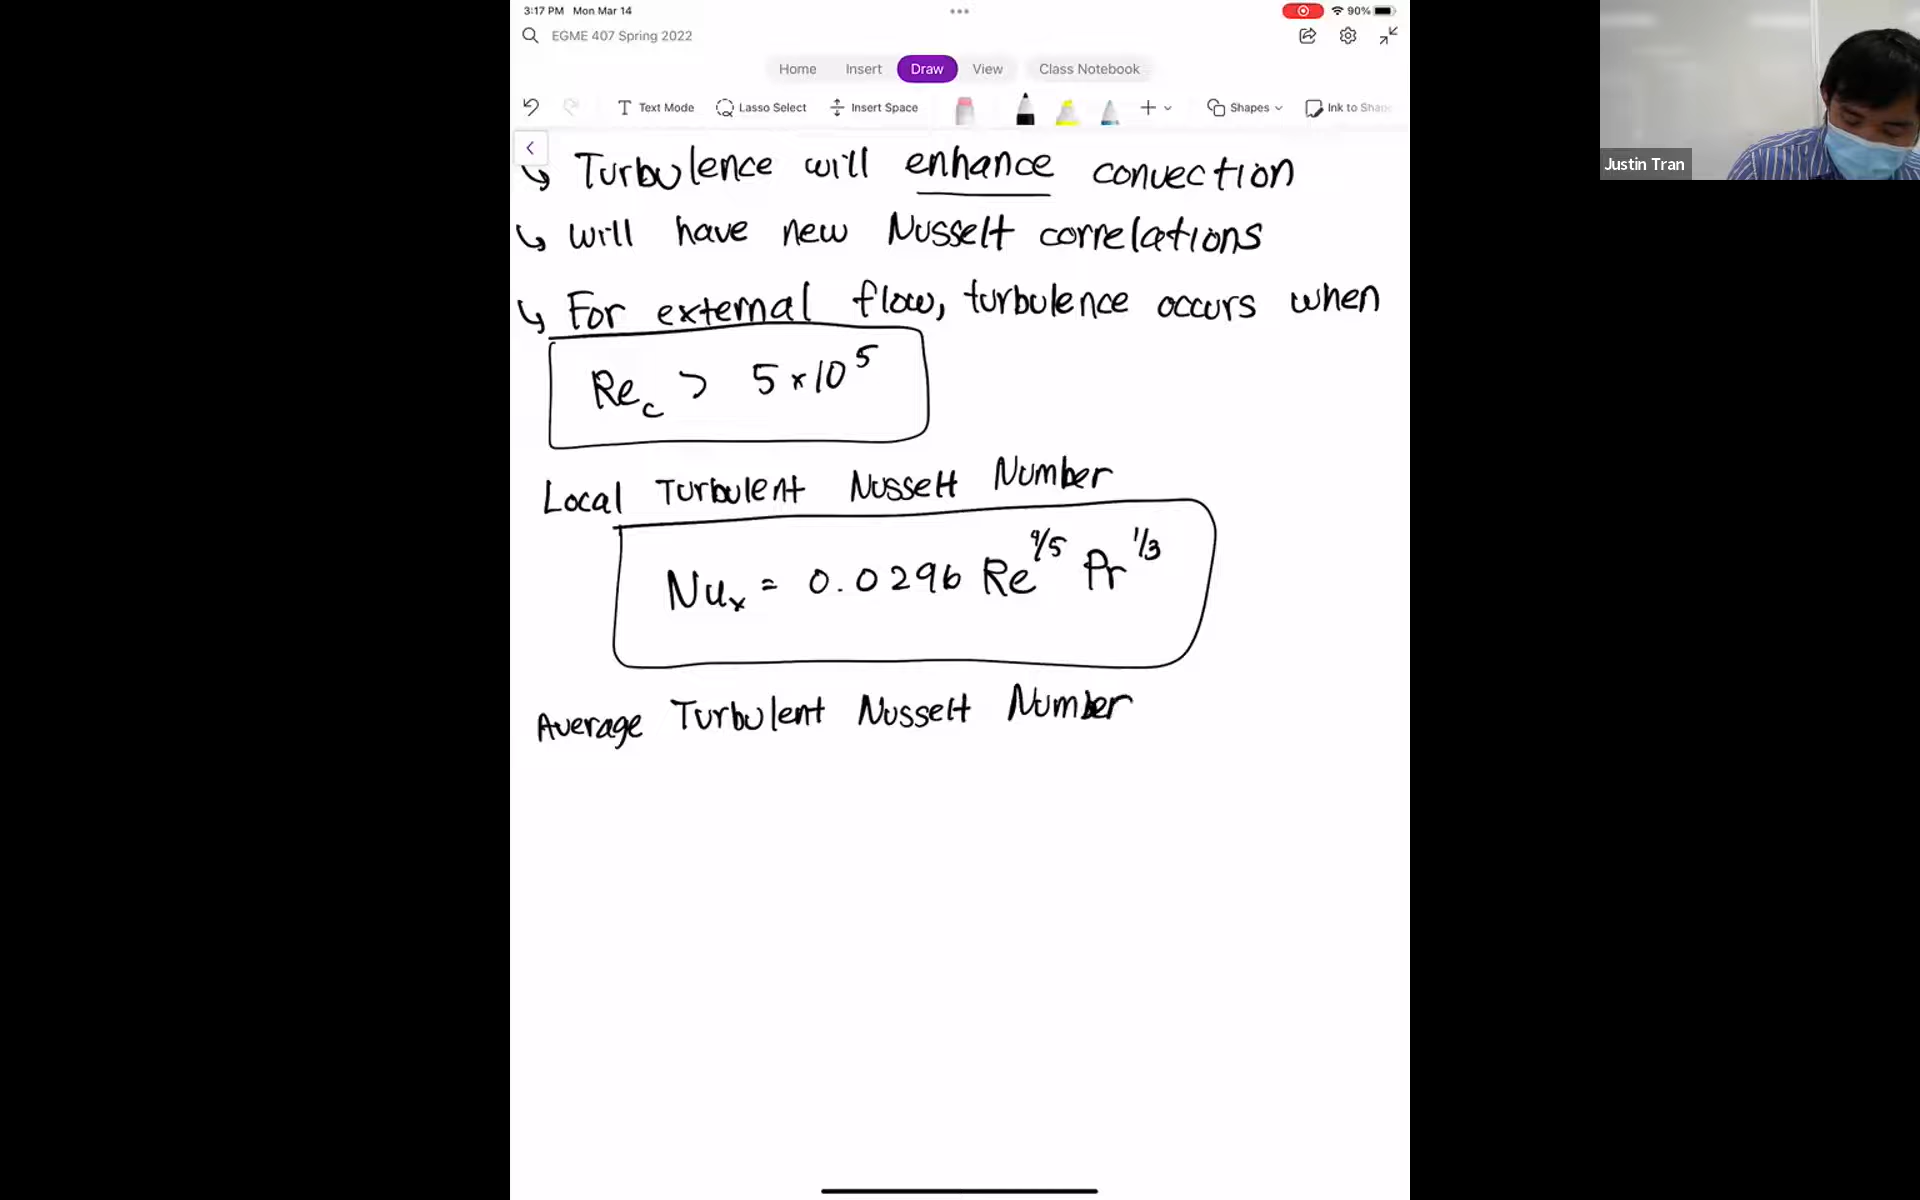 3:17 PM Mon Mar 14
90%
EGME 407 Spring 2022
Home Insert Draw View Class Notebook
Text Mode Lasso Select Insert Space Shapes Ink to Shap
Justin Tran
↳ Turbulence will enhance convection
↳ will have new Nusselt correlations
↳ For external flow, turbulence occurs when
Re_c > 5 × 10^5
Local Turbulent Nusselt Number
Nu_x = 0.0296 Re^4/5 Pr^1/3
Average Turbulent Nusselt Number